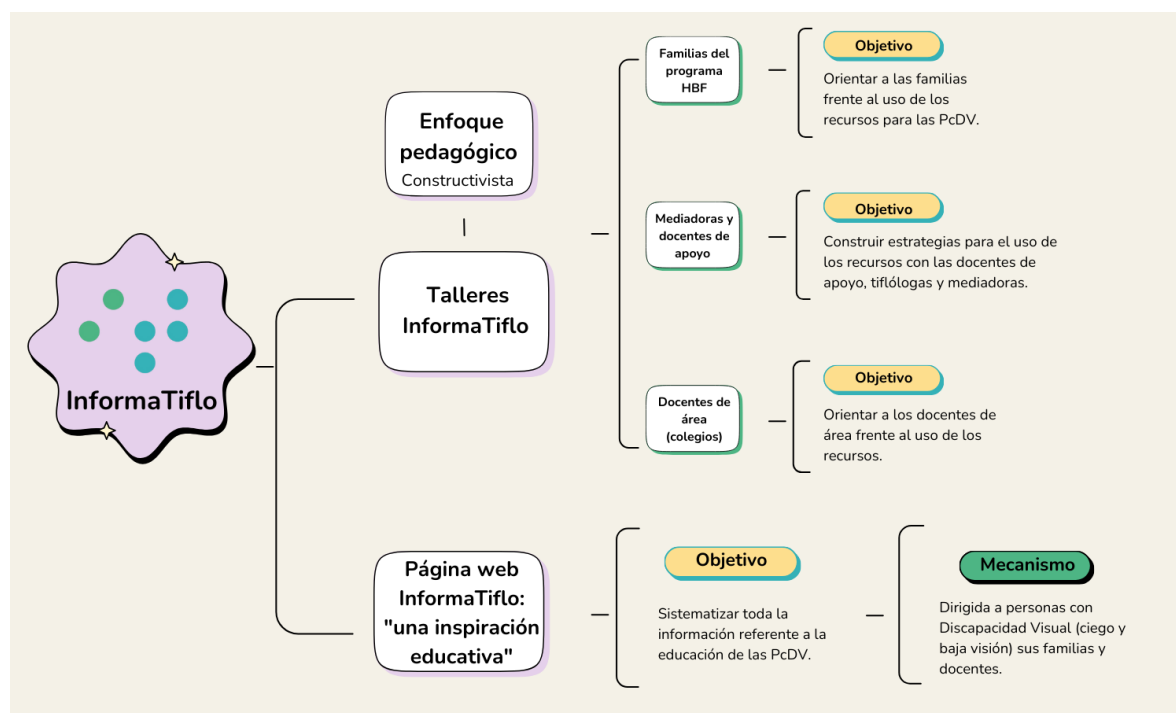 InformaTiflo
Enfoque
pedagógico
Constructivista
Talleres
InformaTiflo
Familias del
programa
HBF
Objetivo
Orientar a las familias
frente al uso de los
recursos para las PcDV.
Mediadoras y
docentes de
apoyo
Objetivo
Construir estrategias para el uso de
los recursos con las docentes de
apoyo, tiflólogas y mediadoras.
Docentes de
área
(colegios)
Objetivo
Orientar a los docentes de
área frente al uso de los
recursos.
Página web
InformaTiflo:
"una inspiración
educativa"
Objetivo
Sistematizar toda la
información referente a la
educación de las PcDV.
Mecanismo
Dirigida a personas con
Discapacidad Visual (ciego y
baja visión) sus familias y
docentes.